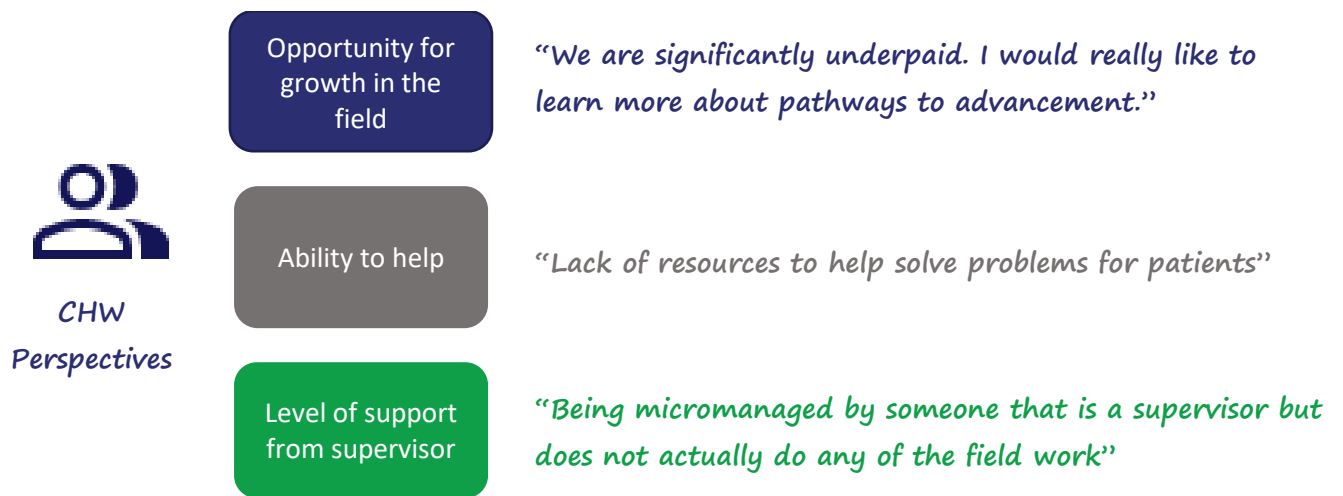 Opportunity for
growth in the
field
“We are significantly underpaid. I would really like to
learn more about pathways to advancement.”
CHW
Perspectives
Ability to help
“Lack of resources to help solve problems for patients”
Level of support
from supervisor
“Being micromanaged by someone that is a supervisor but
does not actually do any of the field work”